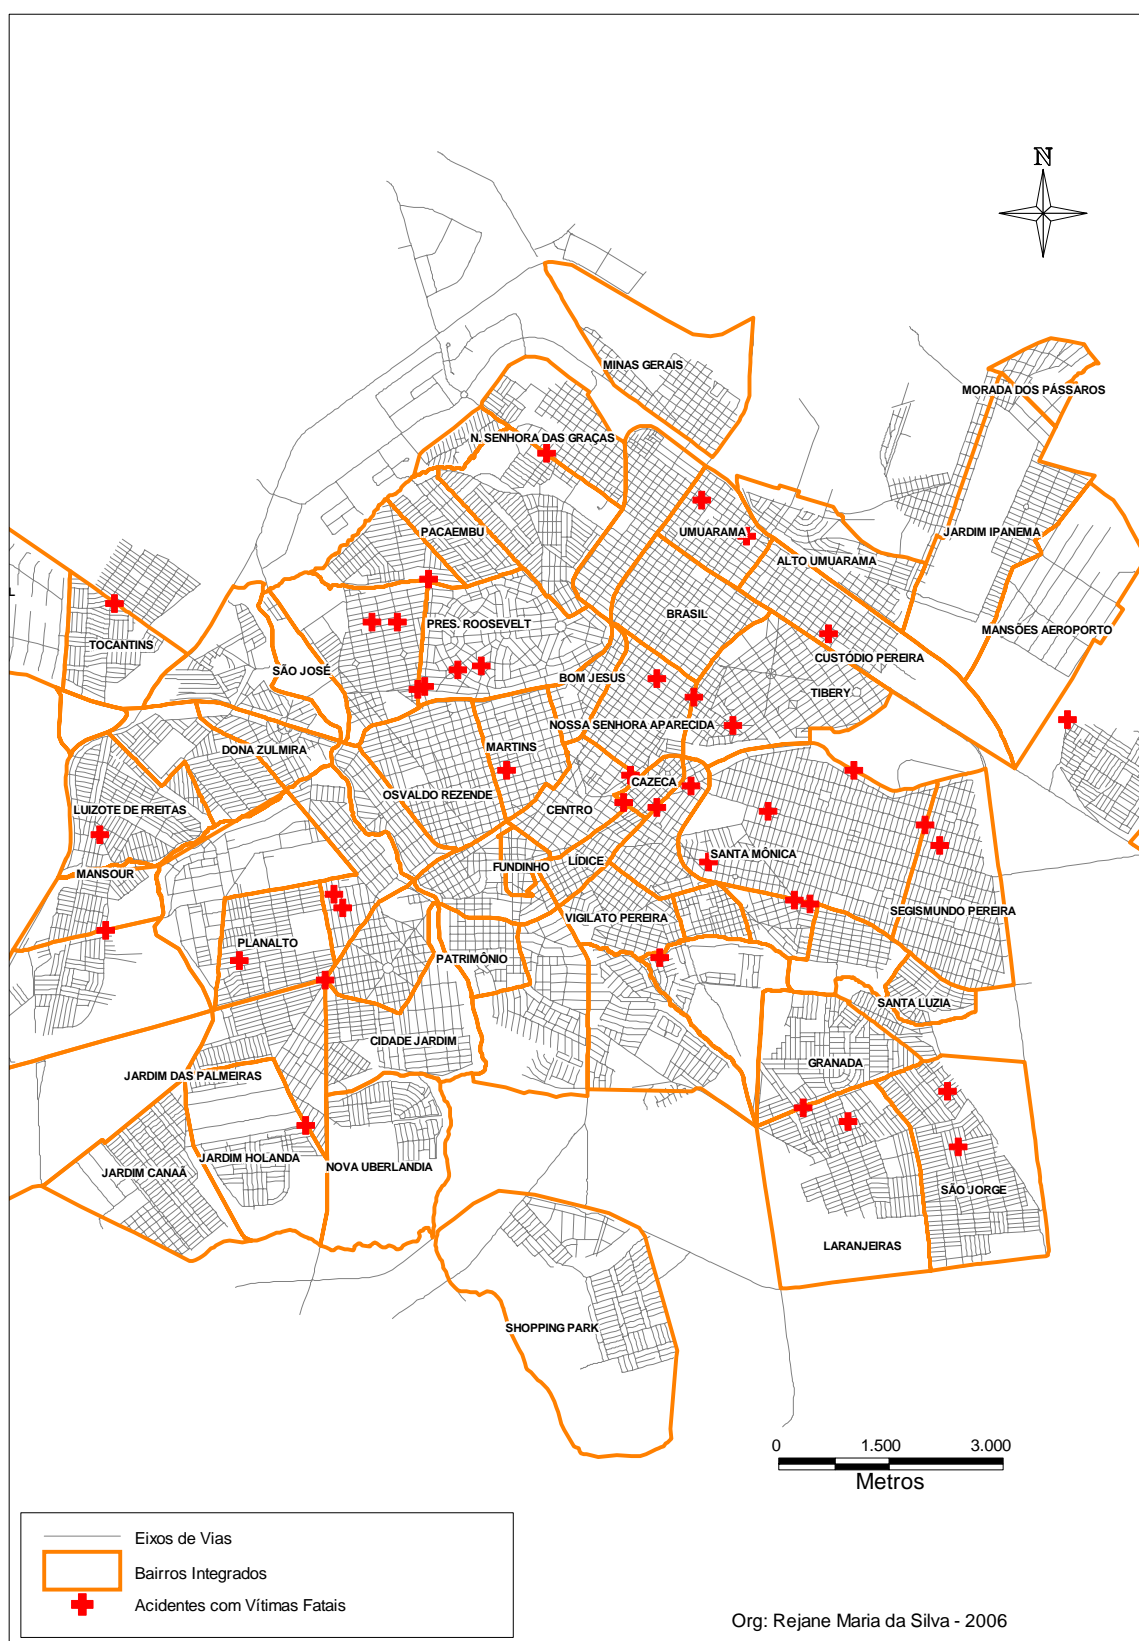 N
MINAS GERAIS
MORADA DOS PÁSSAROS
N. SENHORA DAS GRAÇAS
PACAEMBU
UMUARAMA
JARDIM IPANEMA
ALTO UMUARAMA
L
BRASIL
PRES. ROOSEVELT
MANSÕES AEROPORTO
TOCANTINS
CUSTÓDIO PEREIRA
SÃO JOSÉ
BOM JESUS
TIBERY
NOSSA SENHORA APARECIDA
DONA ZULMIRA
MARTINS
CAZECA
OSVALDO REZENDE
LUIZOTE DE FREITAS
CENTRO
SANTA MÔNICA
LÍDICE
FUNDINHO
MANSOUR
SEGISMUNDO PEREIRA
VIGILATO PEREIRA
PLANALTO
PATRIMÔNIO
SANTA LUZIA
CIDADE JARDIM
GRANADA
JARDIM DAS PALMEIRAS
JARDIM HOLANDA
NOVA UBERLANDIA
JARDIM CANAÃ
SÃO JORGE
LARANJEIRAS
SHOPPING PARK
0 1.500 3.000
Metros
Eixos de Vias
Bairros Integrados
Acidentes com Vítimas Fatais
Org: Rejane Maria da Silva - 2006